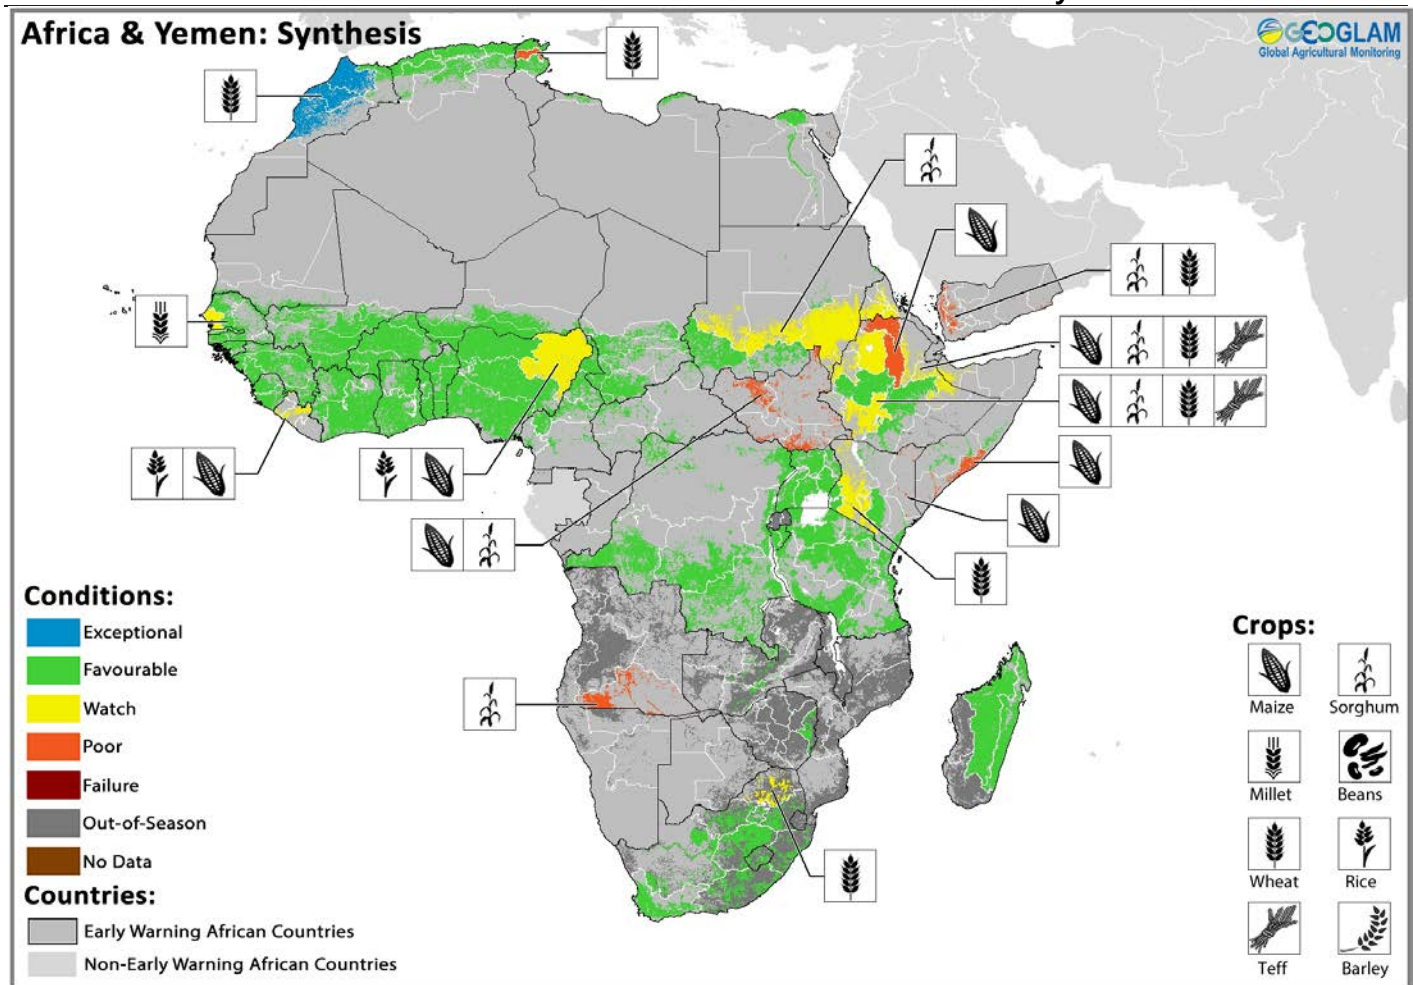 Africa & Yemen: Synthesis
GEOGLAM
Global Agricultural Monitoring
Conditions:
Exceptional
Favourable
Watch
Poor
Failure
Out-of-Season
No Data
Countries:
Early Warning African Countries
Non-Early Warning African Countries
Crops:
Maize
Sorghum
Millet
Beans
Wheat
Rice
Teff
Barley